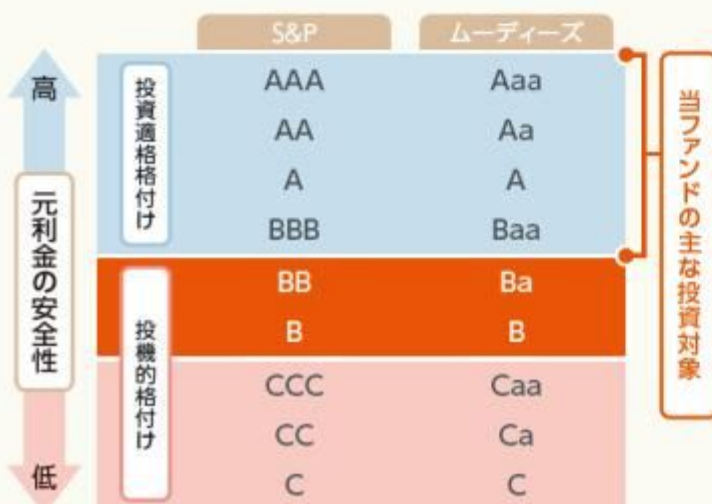 S&P ムーディーズ
高
元利金の安全性
低
投資適格格付け
AAA Aaa
AA Aa
A A
BBB Baa
投機的格付け
BB Ba
B B
CCC Caa
CC Ca
C C
当ファンドの主な投資対象